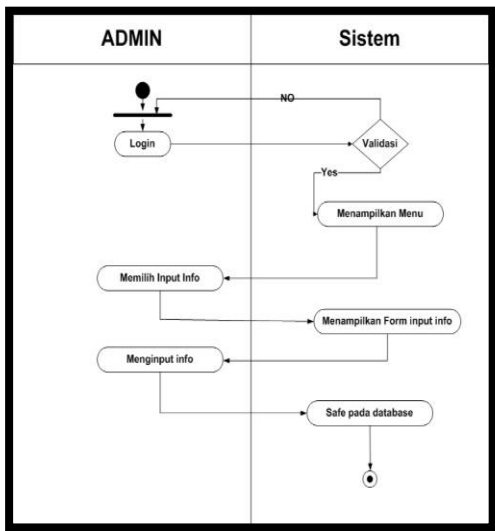 ADMIN
Sistem
NO
Login
Validasi
Yes
Menampilkan Menu
Memilih Input Info
Menampilkan Form input info
Menginput info
Safe pada database